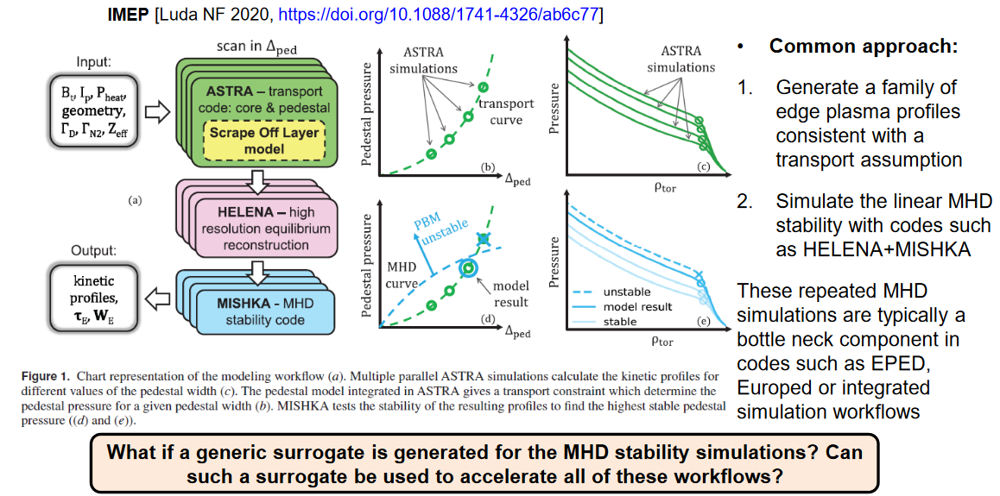 IMEP [Luda NF 2020, https://doi.org/10.1088/1741-4326/ab6c77]
scan in Δped
Input:
Bt, Ip, Pheat,
geometry,
ΓD, ΓN2, Zeff
ASTRA – transport
code: core & pedestal
Scrape Off Layer
model
(a)
HELENA – high
resolution equilibrium
reconstruction
Output:
kinetic
profiles,
τE, WE
MISHKA - MHD
stability code
Pedestal pressure
ASTRA
simulations
transport
curve
(b)
Δped
Pressure
ASTRA
simulations
(c)
ρtor
Pedestal pressure
PBM
unstable
MHD
curve
model
result
(d)
Δped
Pressure
unstable
model result
stable
(e)
ρtor
Figure 1. Chart representation of the modeling workflow (a). Multiple parallel ASTRA simulations calculate the kinetic profiles for
different values of the pedestal width (c). The pedestal model integrated in ASTRA gives a transport constraint which determine the
pedestal pressure for a given pedestal width (b). MISHKA tests the stability of the resulting profiles to find the highest stable pedestal
pressure ((d) and (e)).
• Common approach:
1. Generate a family of
edge plasma profiles
consistent with a
transport assumption
2. Simulate the linear MHD
stability with codes such
as HELENA+MISHKA
These repeated MHD
simulations are typically a
bottle neck component in
codes such as EPED,
Europed or integrated
simulation workflows
What if a generic surrogate is generated for the MHD stability simulations? Can
such a surrogate be used to accelerate all of these workflows?